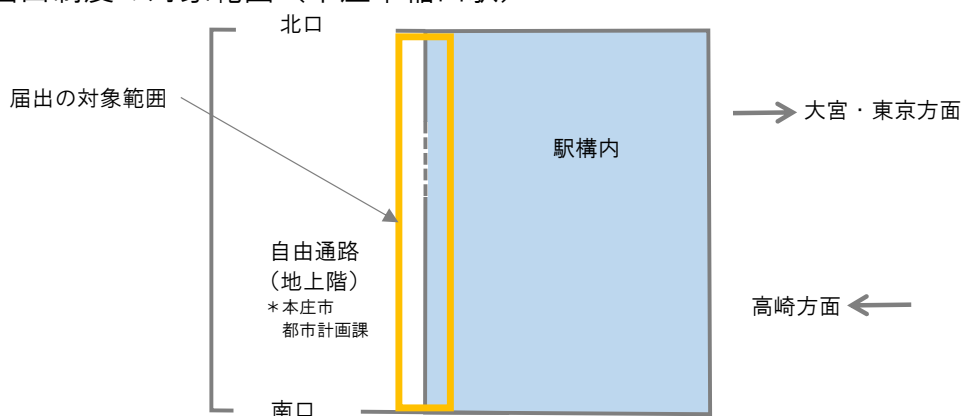 北口
届出の対象範囲
大宮・東京方面
駅構内
自由通路
（地上階）
＊本庄市
都市計画課
高崎方面
南口